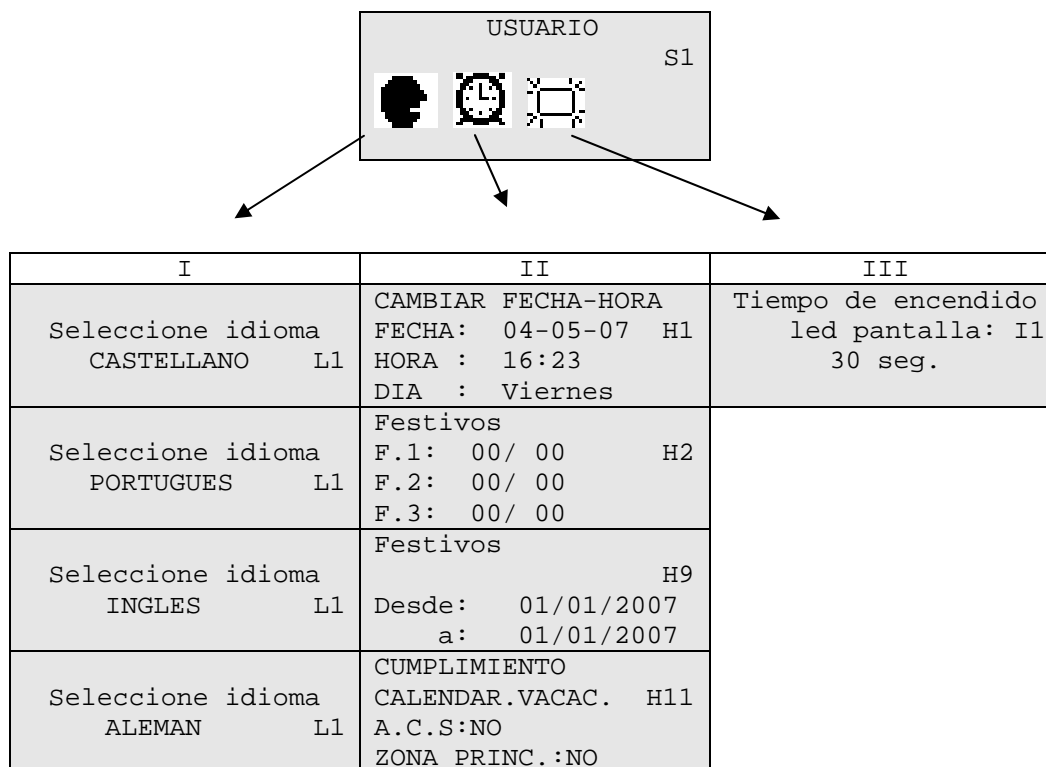 USUARIO
S1
I II III
Seleccione idioma
CASTELLANO L1
CAMBIAR FECHA-HORA
FECHA: 04-05-07 H1
HORA : 16:23
DIA : Viernes
Tiempo de encendido
led pantalla: I1
30 seg.
Seleccione idioma
PORTUGUES L1
Festivos
F.1: 00/ 00 H2
F.2: 00/ 00
F.3: 00/ 00
Seleccione idioma
INGLES L1
Festivos
H9
Desde: 01/01/2007
a: 01/01/2007
Seleccione idioma
ALEMAN L1
CUMPLIMIENTO
CALENDAR.VACAC. H11
A.C.S:NO
ZONA PRINC.:NO